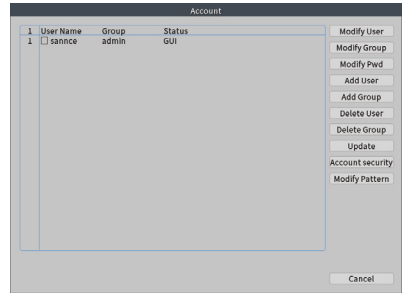 Account
1 User Name Group Status
1 sannce admin GUI
Modify User
Modify Group
Modify Pwd
Add User
Add Group
Delete User
Delete Group
Update
Account security
Modify Pattern
Cancel